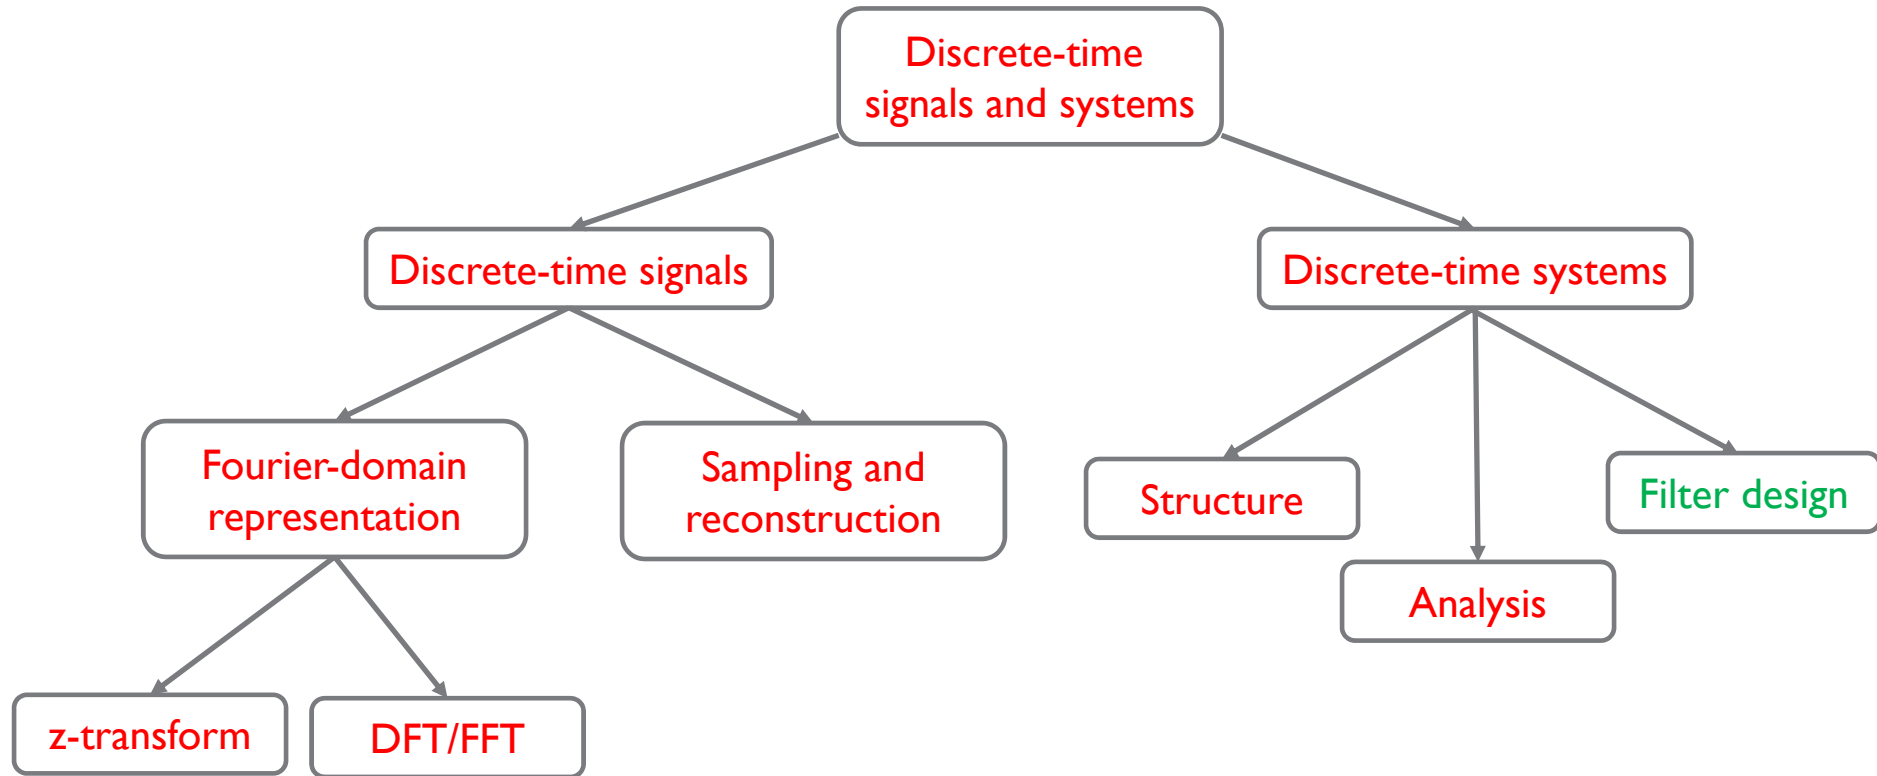 Discrete-time
signals and systems
Discrete-time signals
Discrete-time systems
Fourier-domain
representation
Sampling and
reconstruction
Structure
Filter design
Analysis
z-transform
DFT/FFT